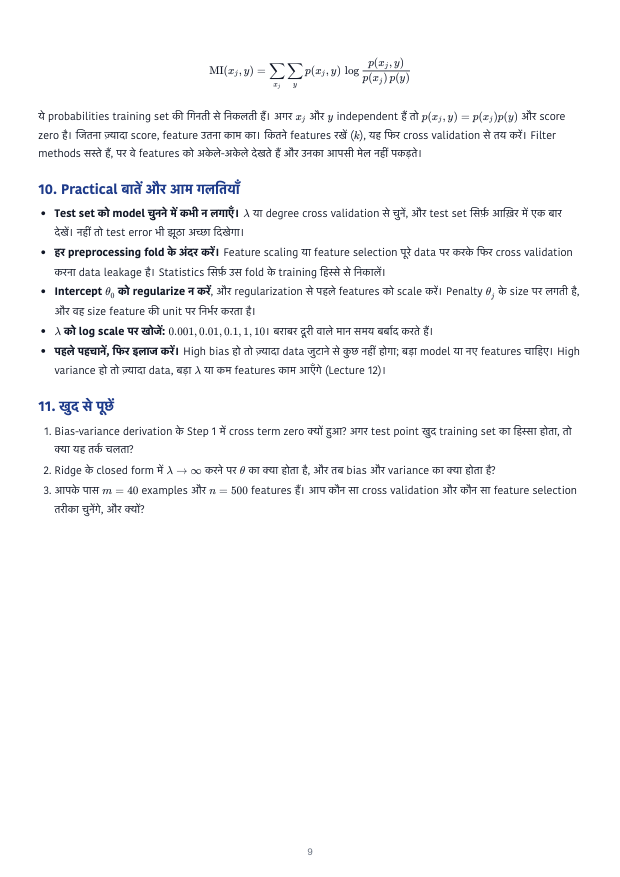 MI(x_j, y) = ∑_{x_j} ∑_y p(x_j, y) log p(x_j, y) / p(x_j) p(y)
ये probabilities training set की गिनती से निकलती हैं। अगर x_j और y independent हैं तो p(x_j, y) = p(x_j)p(y) और score
zero है। जितना ज़्यादा score, feature उतना काम का। कितने features रखें (k), यह फिर cross validation से तय करें। Filter
methods सस्ते हैं, पर वे features को अकेले-अकेले देखते हैं और उनका आपसी मेल नहीं पकड़ते।
10. Practical बातें और आम गलतियाँ
• Test set को model चुनने में कभी न लगाएँ। λ या degree cross validation से चुनें, और test set सिर्फ़ आख़िर में एक बार
देखें। नहीं तो test error भी झूठा अच्छा दिखेगा।
• हर preprocessing fold के अंदर करें। Feature scaling या feature selection पूरे data पर करके फिर cross validation
करना data leakage है। Statistics सिर्फ़ उस fold के training हिस्से से निकालें।
• Intercept θ_0 को regularize न करें, और regularization से पहले features को scale करें। Penalty θ_j के size पर लगती है,
और वह size feature की unit पर निर्भर करता है।
• λ को log scale पर खोजें: 0.001, 0.01, 0.1, 1, 10। बराबर दूरी वाले मान समय बर्बाद करते हैं।
• पहले पहचानें, फिर इलाज करें। High bias हो तो ज़्यादा data जुटाने से कुछ नहीं होगा; बड़ा model या नए features चाहिए। High
variance हो तो ज़्यादा data, बड़ा λ या कम features काम आएँगे (Lecture 12)।
11. खुद से पूछें
1. Bias-variance derivation के Step 1 में cross term zero क्यों हुआ? अगर test point खुद training set का हिस्सा होता, तो
क्या यह तर्क चलता?
2. Ridge के closed form में λ → ∞ करने पर θ का क्या होता है, और तब bias और variance का क्या होता है?
3. आपके पास m = 40 examples और n = 500 features हैं। आप कौन सा cross validation और कौन सा feature selection
तरीका चुनेंगे, और क्यों?
9